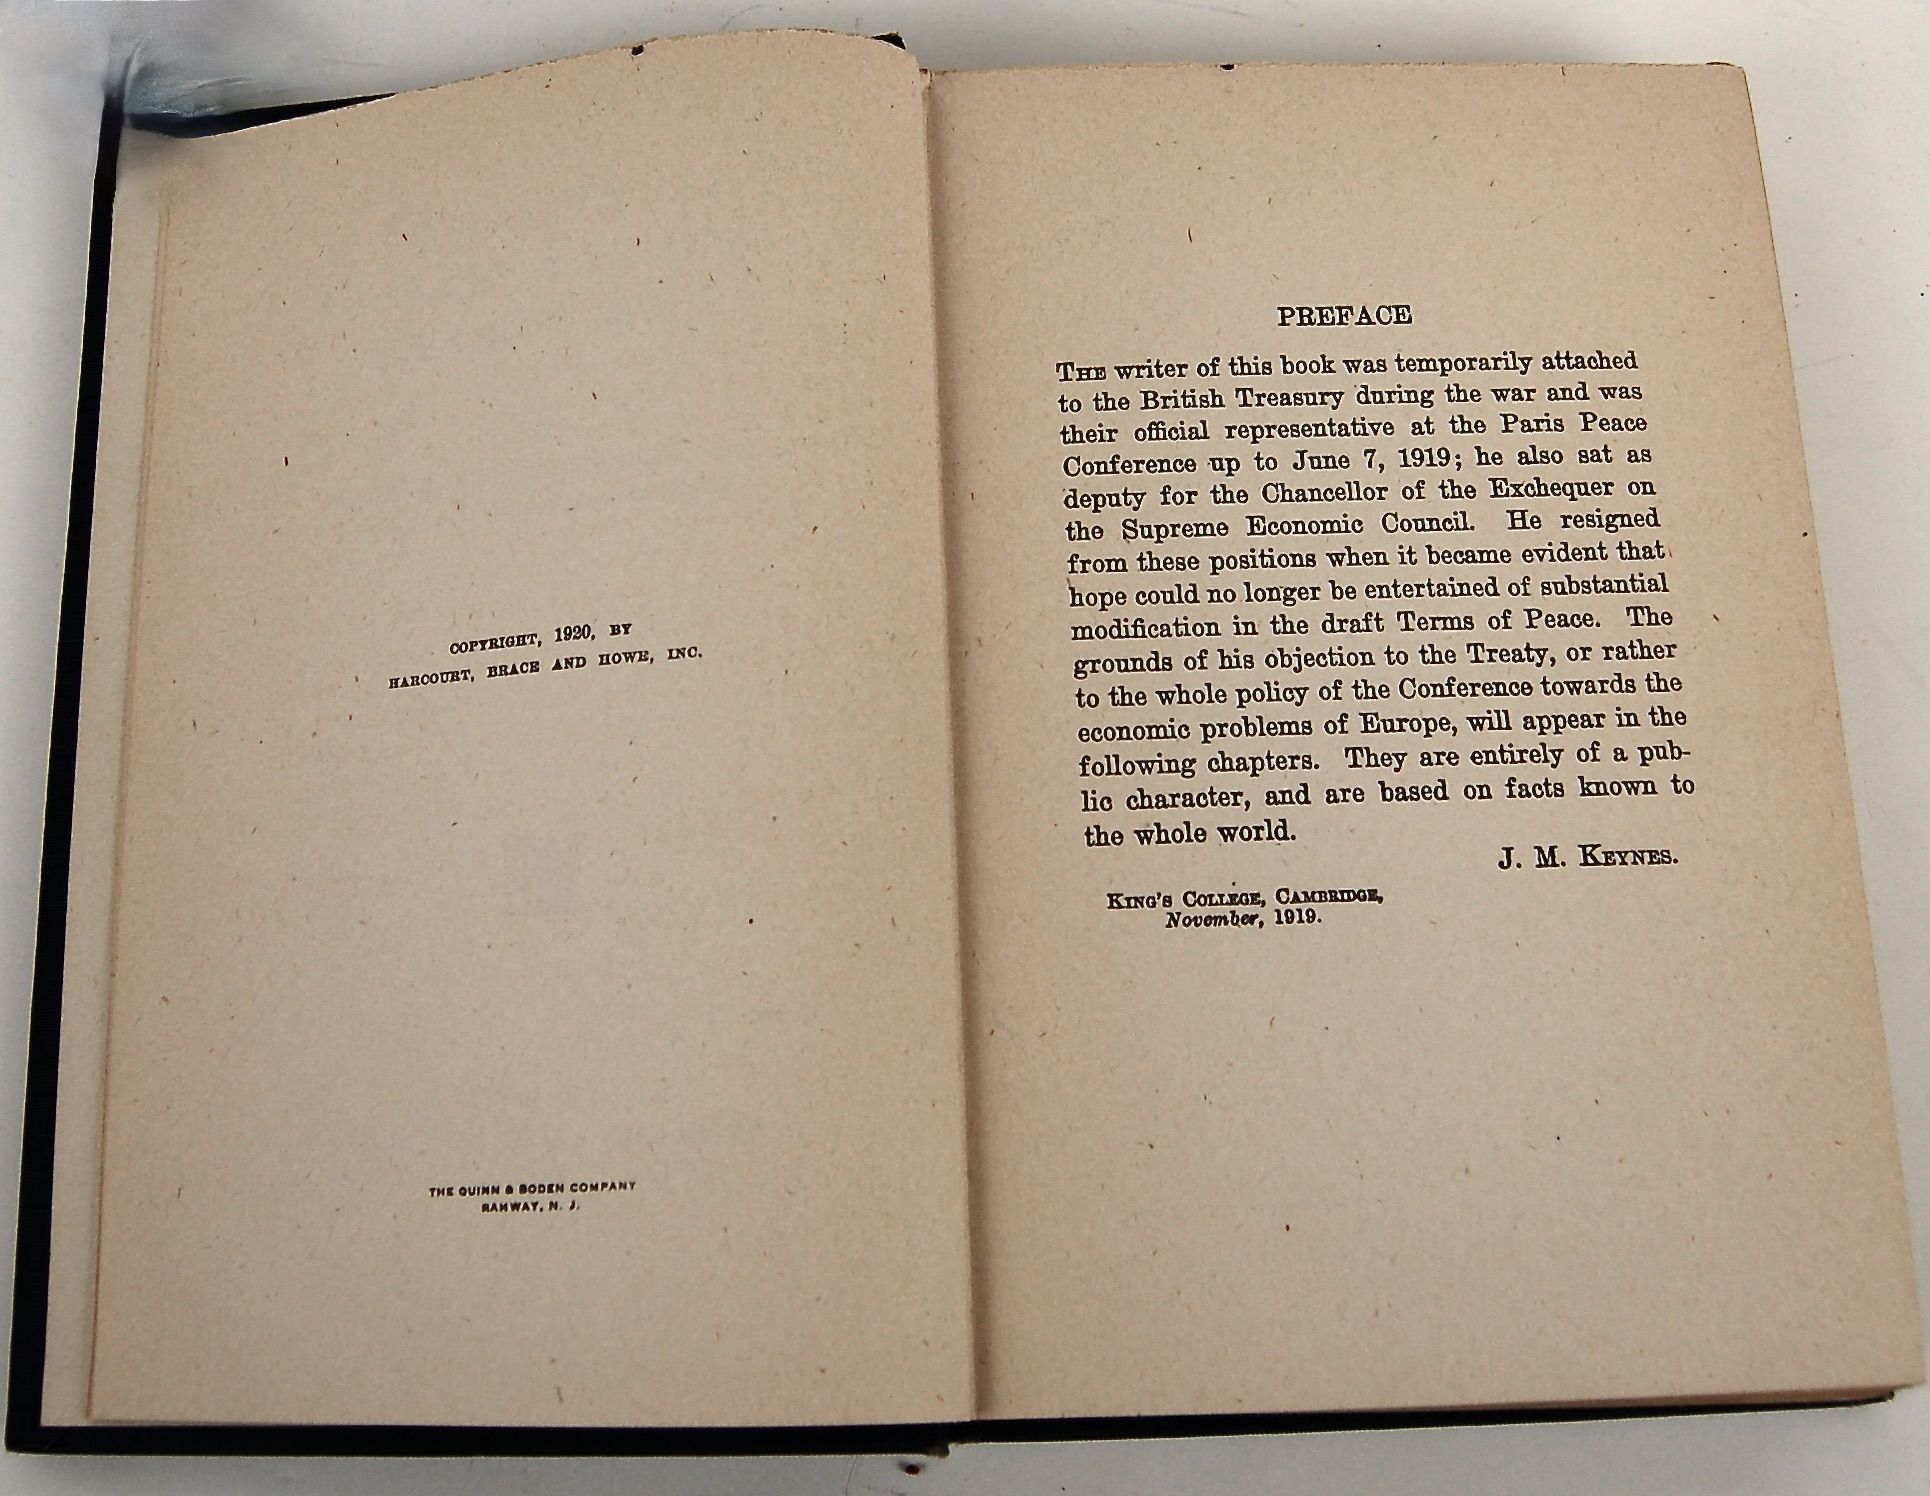 COPYRIGHT, 1920, BY
HARCOURT, BRACE AND HOWE, INC.
THE QUINN & BODEN COMPANY
RAHWAY, N. J.
PREFACE
THE writer of this book was temporarily attached
to the British Treasury during the war and was
their official representative at the Paris Peace
Conference up to June 7, 1919; he also sat as
deputy for the Chancellor of the Exchequer on
the Supreme Economic Council. He resigned
from these positions when it became evident that
hope could no longer be entertained of substantial
modification in the draft Terms of Peace. The
grounds of his objection to the Treaty, or rather
to the whole policy of the Conference towards the
economic problems of Europe, will appear in the
following chapters. They are entirely of a pub-
lic character, and are based on facts known to
the whole world.
J. M. KEYNES.
KING'S COLLEGE, CAMBRIDGE,
November, 1919.